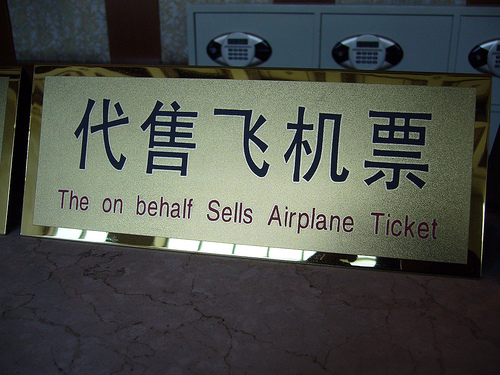 代售飞机票
The on behalf Sells Airplane Ticket